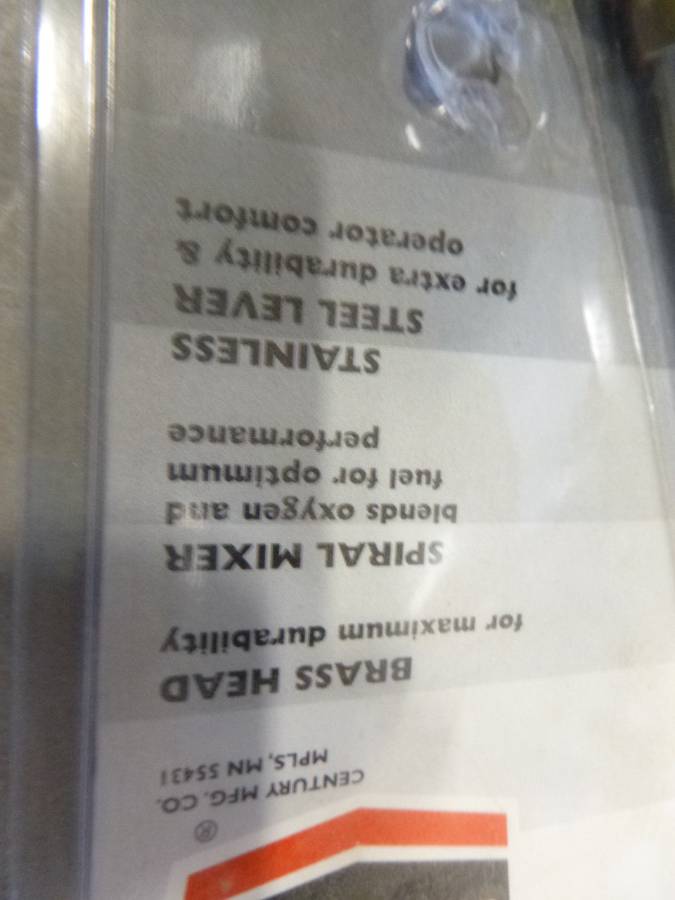 ®
CENTURY MFG. CO.
MPLS, MN 55431
BRASS HEAD
for maximum durability
SPIRAL MIXER
blends oxygen and
fuel for optimum
performance
STAINLESS
STEEL LEVER
for extra durability &
operator comfort